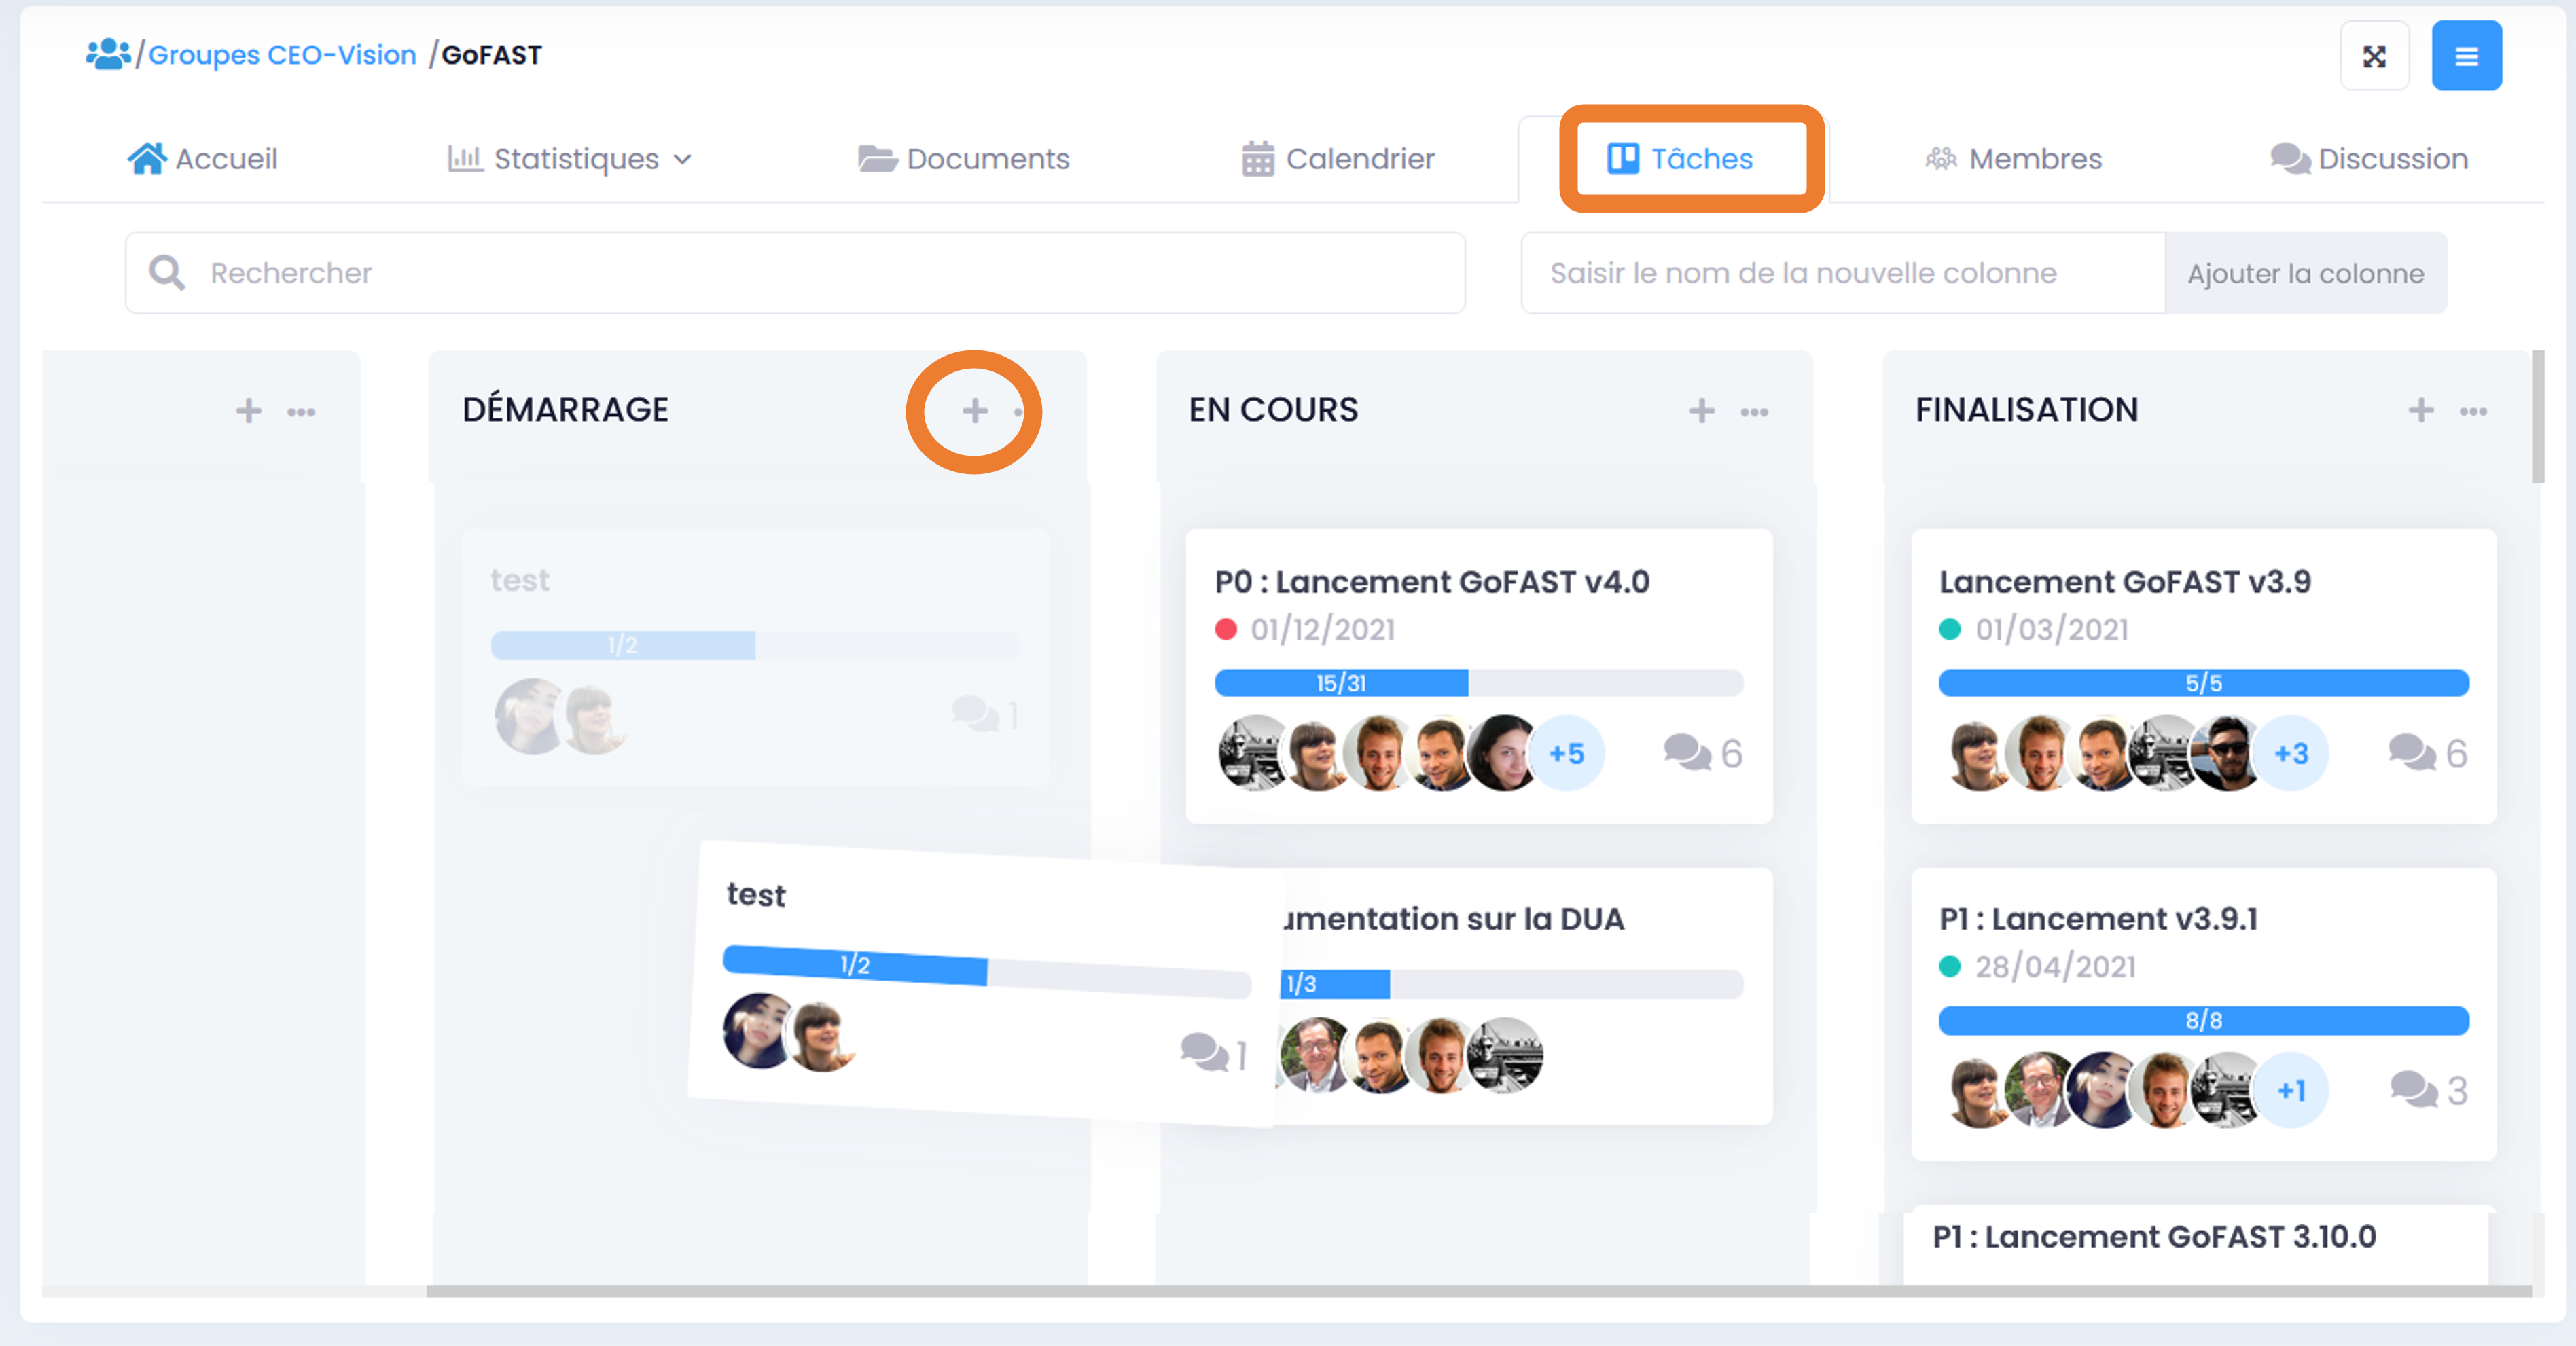 /Groupes CEO-Vision /GoFAST
Accueil
Statistiques
Documents
Calendrier
Tâches
Membres
Discussion
Rechercher
Saisir le nom de la nouvelle colonne
Ajouter la colonne
DÉMARRAGE
test
1/2
1
test
1/2
1
EN COURS
P0 : Lancement GoFAST v4.0
01/12/2021
15/31
+5
6
umentation sur la DUA
1/3
FINALISATION
Lancement GoFAST v3.9
01/03/2021
5/5
+3
6
P1 : Lancement v3.9.1
28/04/2021
8/8
+1
3
P1 : Lancement GoFAST 3.10.0